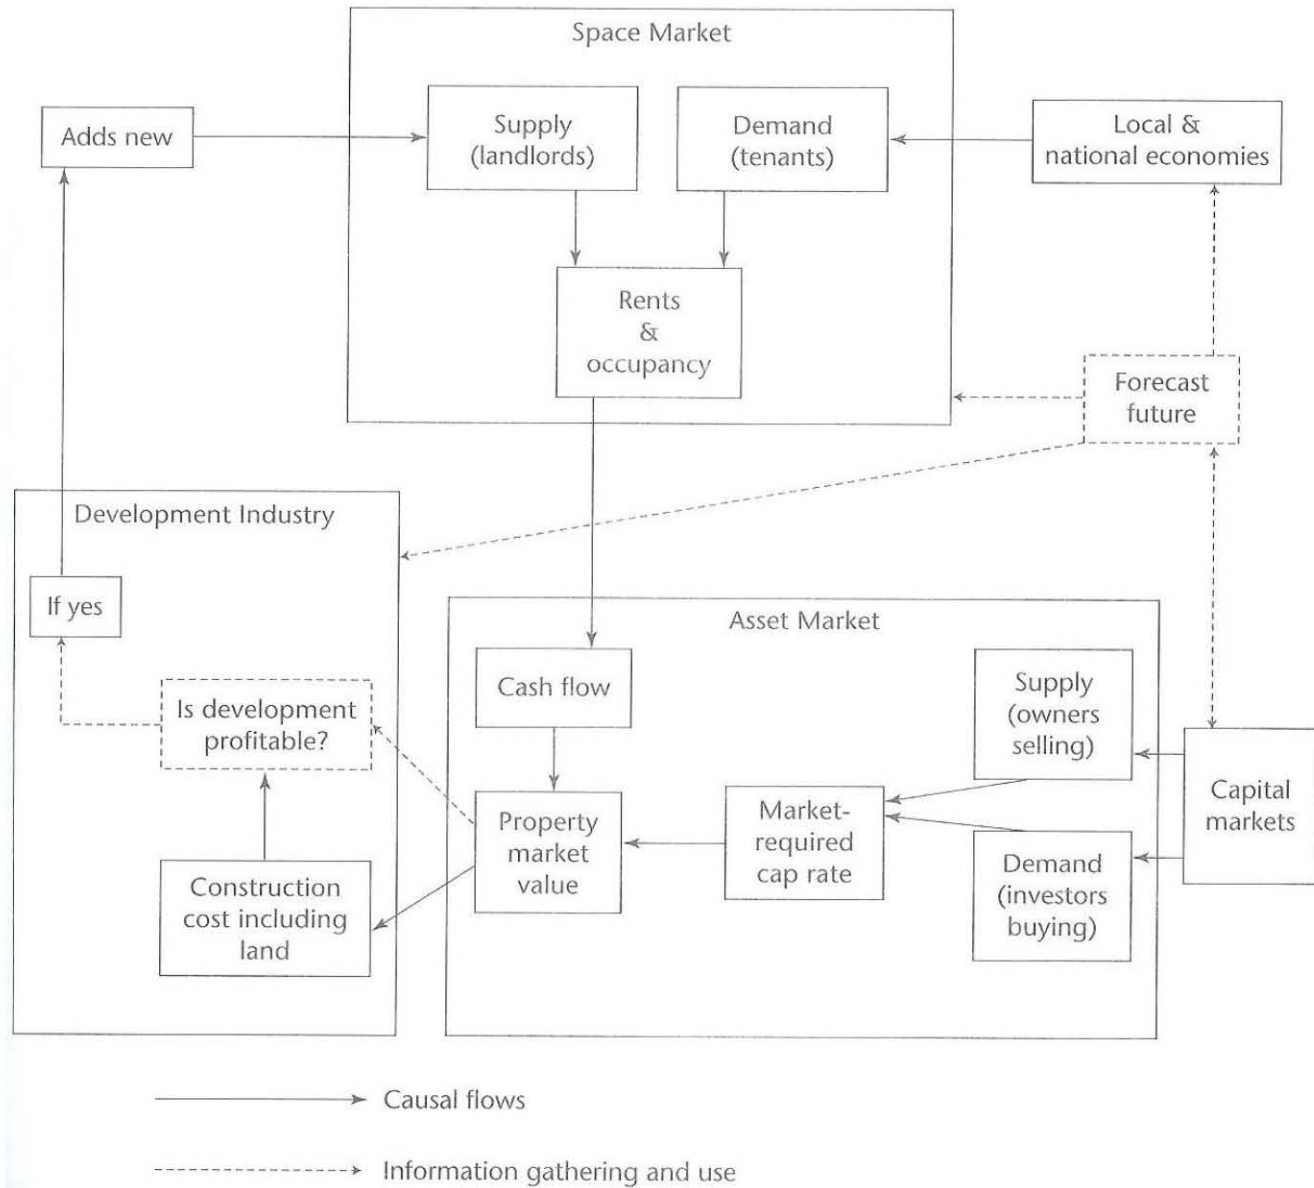 Space Market
Adds new
Supply
(landlords)
Demand
(tenants)
Local &
national economies
Rents
&
occupancy
Forecast
future
Development Industry
If yes
Is development
profitable?
Construction
cost including
land
Asset Market
Cash flow
Property
market
value
Market-
required
cap rate
Supply
(owners
selling)
Demand
(investors
buying)
Capital
markets
Causal flows
Information gathering and use